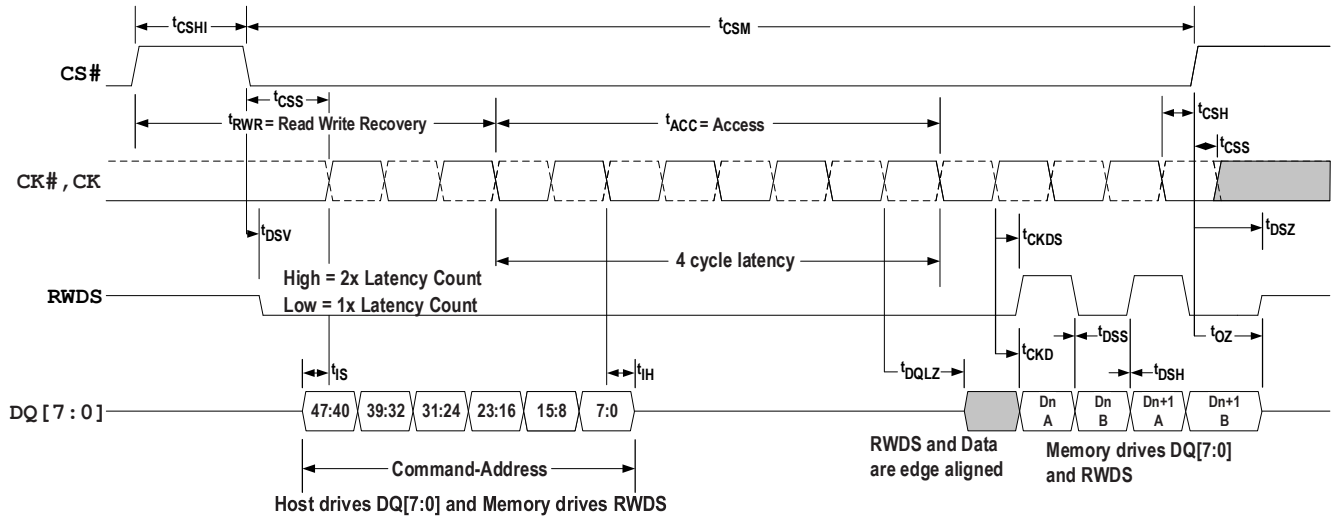 tCSHI
tCSM
CS#
tCSS
tRWR = Read Write Recovery
tACC = Access
tCSH
tCSS
CK#,CK
tDSV
tCKDS
tDSZ
4 cycle latency
High = 2x Latency Count
Low = 1x Latency Count
RWDS
tIS
tIH
tDQLZ
tCKD
tDSS
tDSH
tOZ
DQ[7:0]
47:40 39:32 31:24 23:16 15:8 7:0
Dn A
Dn B
Dn+1 A
Dn+1 B
Command-Address
RWDS and Data
are edge aligned
Memory drives DQ[7:0]
and RWDS
Host drives DQ[7:0] and Memory drives RWDS